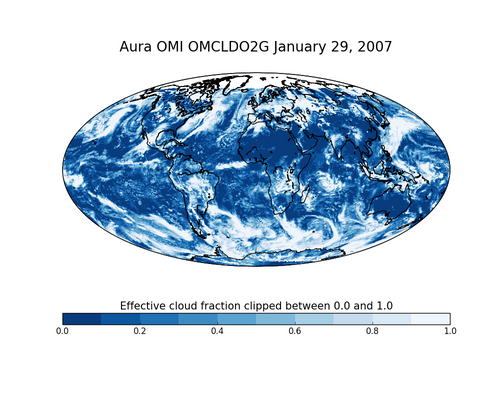 Aura OMI OMCLDO2G January 29, 2007
Effective cloud fraction clipped between 0.0 and 1.0
0.0 0.2 0.4 0.6 0.8 1.0